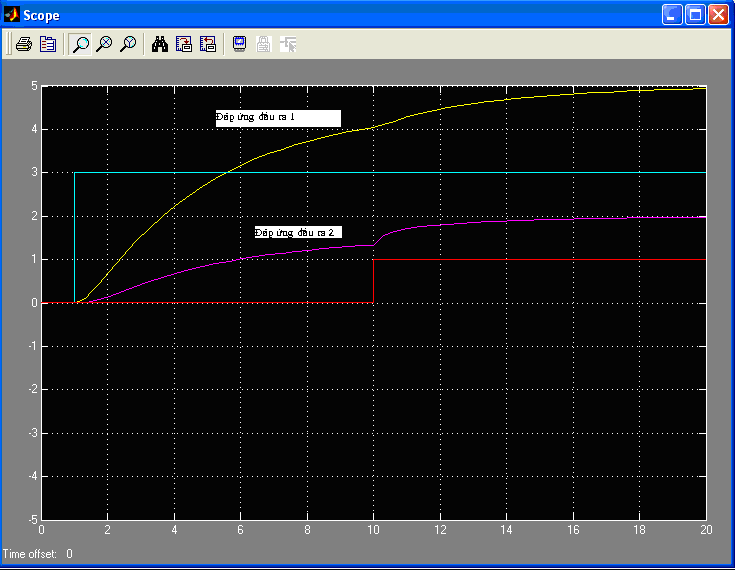 Scope
5
Đáp ứng đầu ra 1
4
3
2
Đáp ứng đầu ra 2
1
0
-1
-2
-3
-4
-5
0 2 4 6 8 10 12 14 16 18 20
Time offset: 0